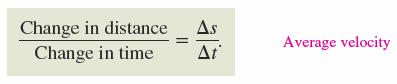 Change in distance / Change in time = Δs / Δt.
Average velocity